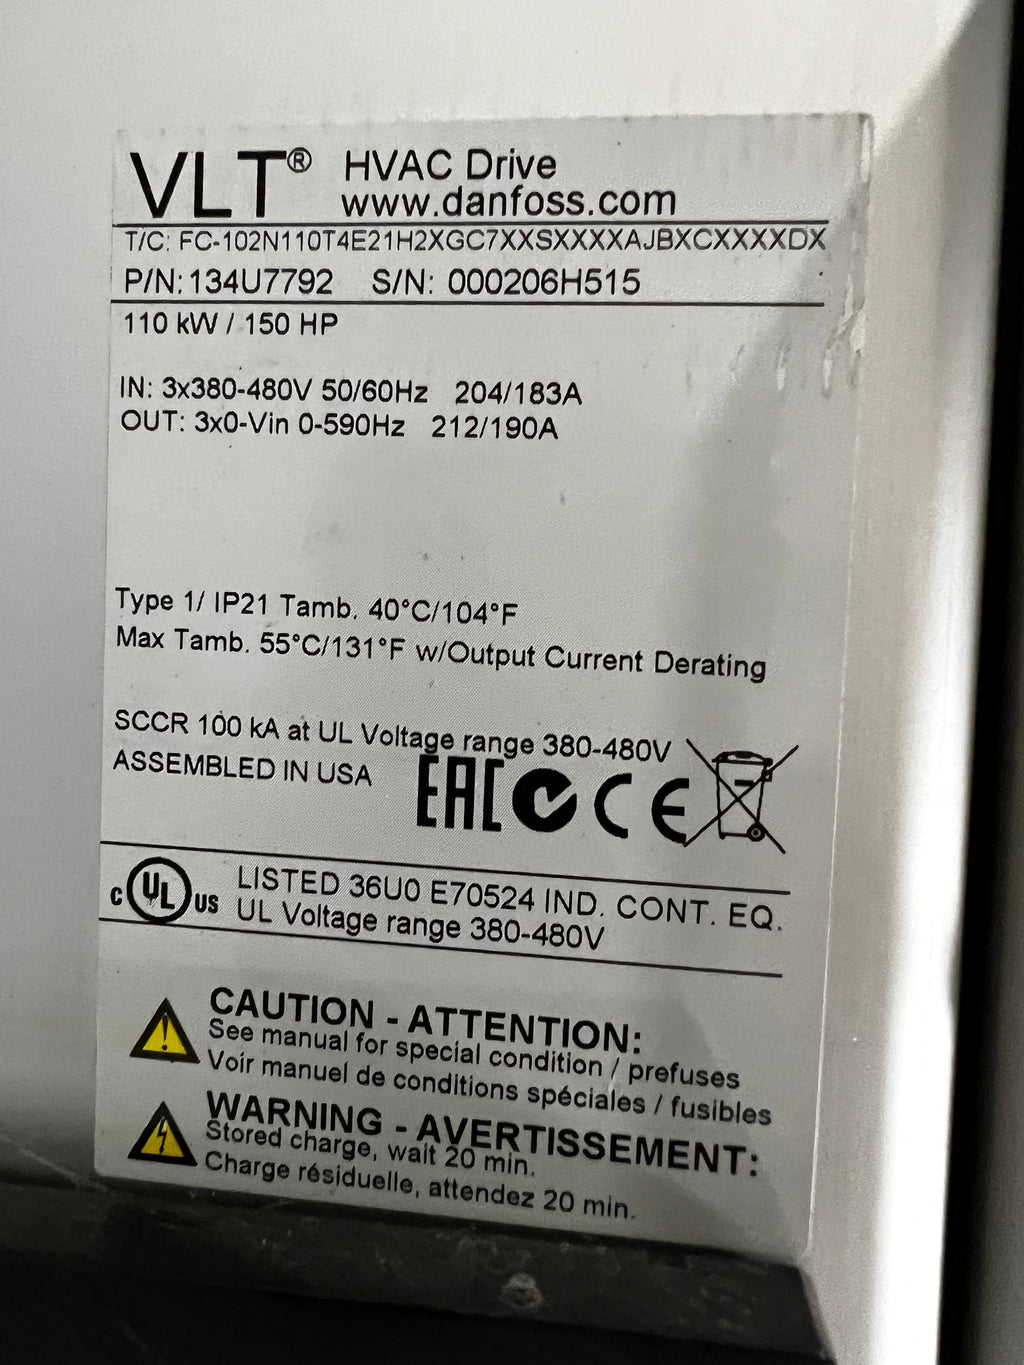 VLT® HVAC Drive
www.danfoss.com
T/C: FC-102N110T4E21H2XGC7XXSXXXXAJBXCXXXXDX
P/N: 134U7792 S/N: 000206H515
110 kW / 150 HP
IN: 3x380-480V 50/60Hz 204/183A
OUT: 3x0-Vin 0-590Hz 212/190A
Type 1/ IP21 Tamb. 40°C/104°F
Max Tamb. 55°C/131°F w/Output Current Derating
SCCR 100 kA at UL Voltage range 380-480V
ASSEMBLED IN USA
EAC CE
c UL US LISTED 36U0 E70524 IND. CONT. EQ.
UL Voltage range 380-480V
CAUTION - ATTENTION:
See manual for special condition / prefuses
Voir manuel de conditions spéciales / fusibles
WARNING - AVERTISSEMENT:
Stored charge, wait 20 min.
Charge résiduelle, attendez 20 min.